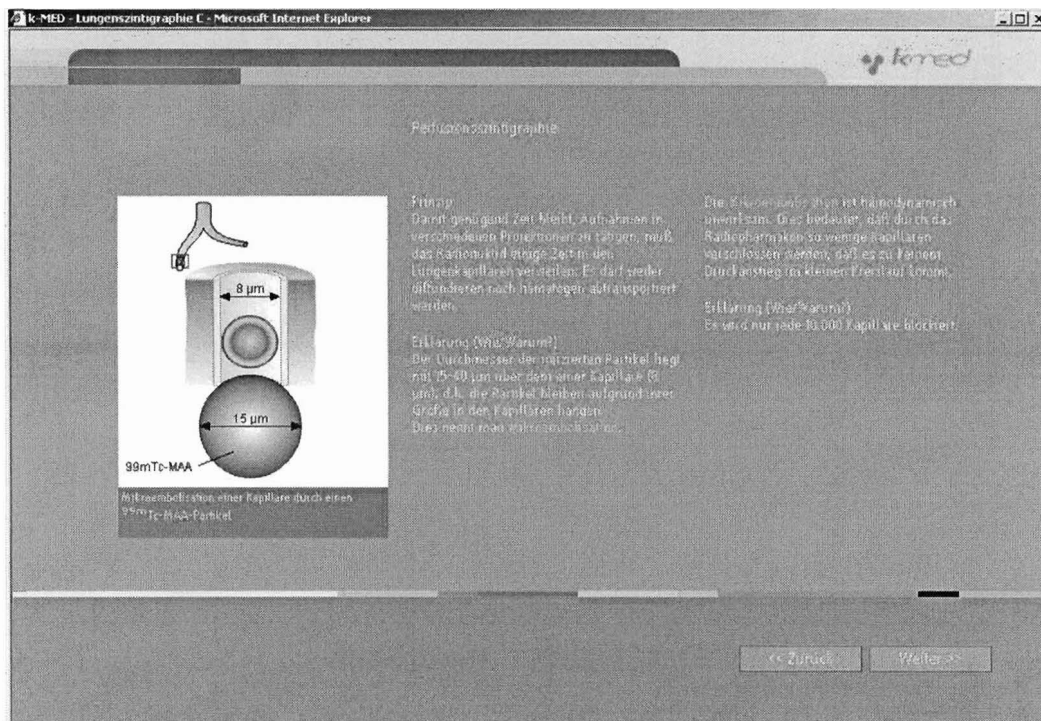 k-MED - Lungenszintigraphie C - Microsoft Internet Explorer
k-med
Perfusionsszintigraphie
8 µm
15 µm
99mTc-MAA
Mikroembolisation einer Kapillare durch einen
99mTc-MAA-Partikel
Prinzip
Damit genügend Zeit bleibt, Aufnahmen in
verschiedenen Projektionen zu tätigen, muß
das Radionuklid einige Zeit in den
Lungenkapillaren verweilen. Es darf weder
diffundieren noch hämatogen abtransportiert
werden.
Erklärung (Wie/Warum?)
Der Durchmesser der injizierten Partikel liegt
mit 15-40 µm über dem einer Kapillare (8
µm), d.h. die Partikel bleiben aufgrund ihrer
Größe in den Kapillaren hängen.
Dies nennt man Mikroembolisation.
Die Mikroembolisation ist hämodynamisch
unwirksam. Dies bedeutet, daß durch das
Radiopharmakon so wenige Kapillaren
verschlossen werden, daß es zu keinem
Druckanstieg im kleinen Kreislauf kommt.
Erklärung (Wie/Warum?)
Es wird nur jede 10.000 Kapillare blockiert.
<< Zurück
Weiter >>